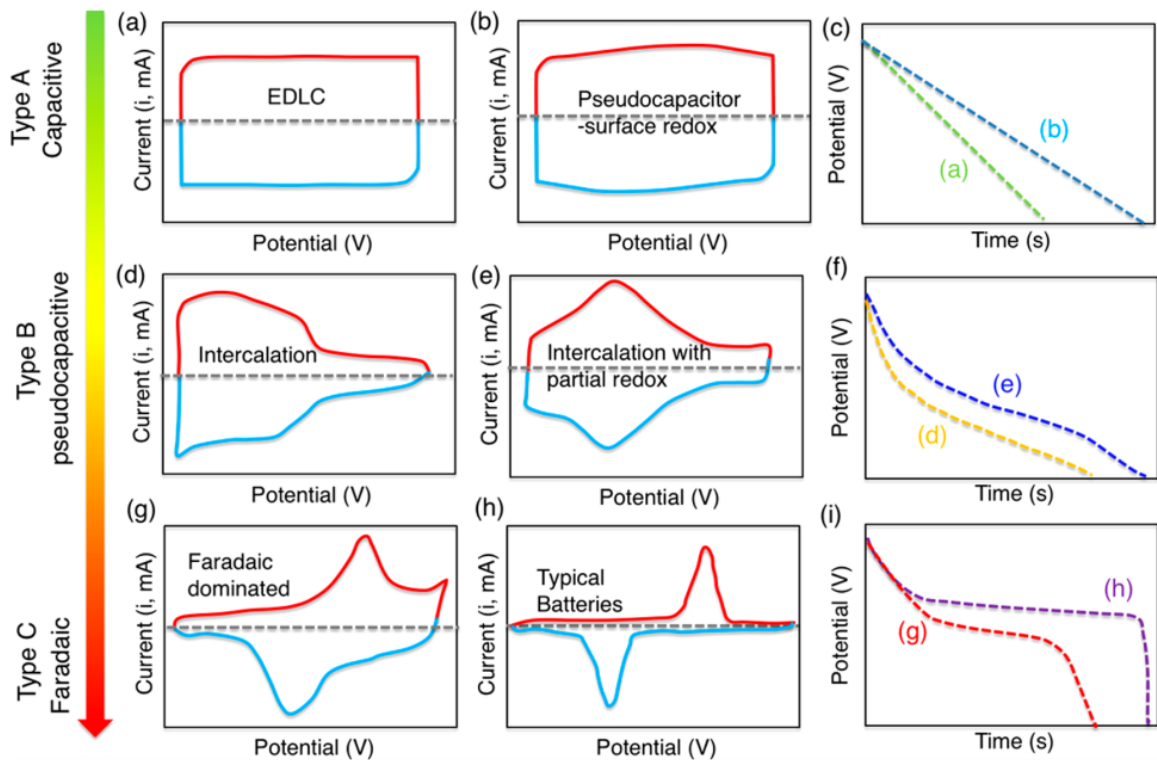 Type A
Capacitive
(a)
Current (i, mA)
EDLC
Potential (V)
(b)
Current (i, mA)
Pseudocapacitor
-surface redox
Potential (V)
(c)
Potential (V)
(b)
(a)
Time (s)
Type B
pseudocapacitive
(d)
Current (i, mA)
Intercalation
Potential (V)
(e)
Current (i, mA)
Intercalation with
partial redox
Potential (V)
(f)
Potential (V)
(e)
(d)
Time (s)
Type C
Faradaic
(g)
Current (i, mA)
Faradaic
dominated
Potential (V)
(h)
Current (i, mA)
Typical
Batteries
Potential (V)
(i)
Potential (V)
(h)
(g)
Time (s)